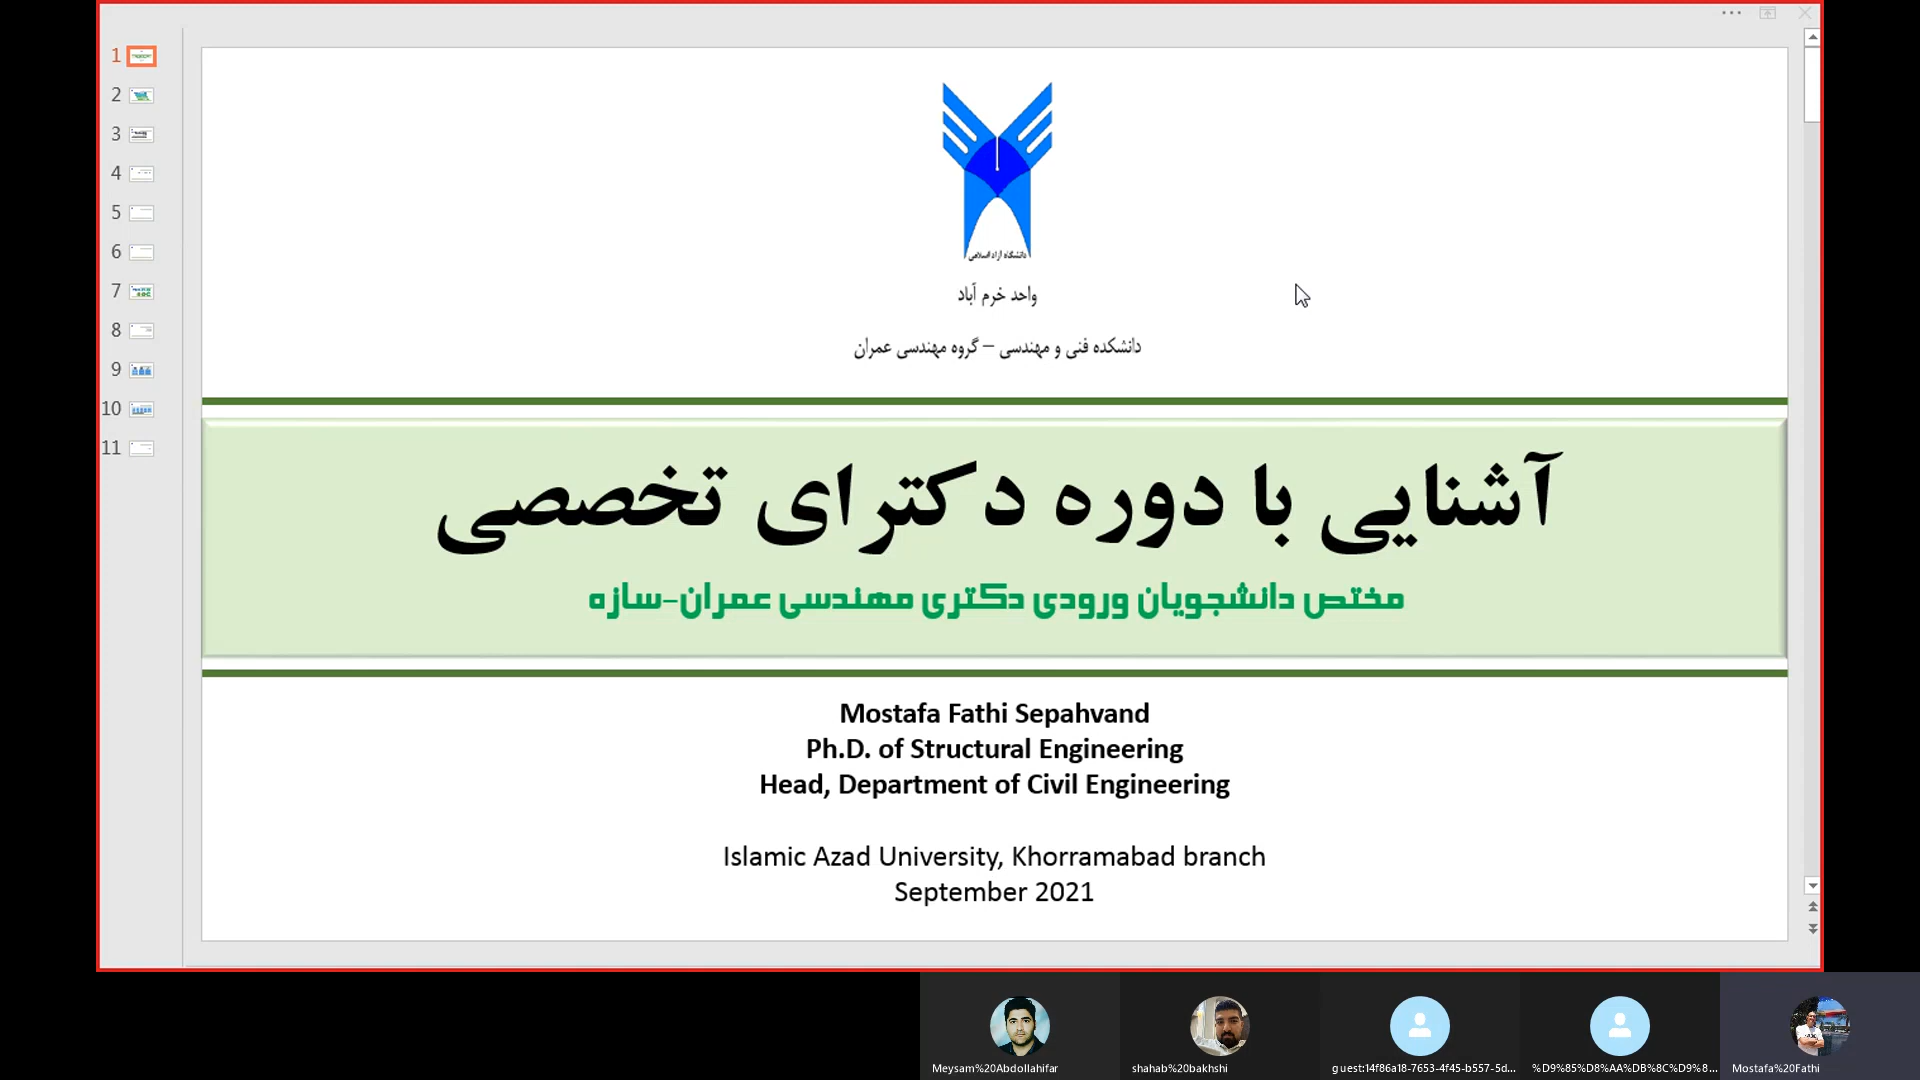 1
2
3
4
5
6
7
8
9
10
11
دانشگاه آزاد اسلامی
واحد خرم آباد
دانشکده فنی و مهندسی – گروه مهندسی عمران
آشنایی با دوره دکترای تخصصی
مختص دانشجویان ورودی دکتری مهندسی عمران-سازه
Mostafa Fathi Sepahvand
Ph.D. of Structural Engineering
Head, Department of Civil Engineering
Islamic Azad University, Khorramabad branch
September 2021
Meysam%20Abdollahifar
shahab%20bakhshi
guest:14f86a18-7653-4f45-b557-5d...
%D9%85%D8%AA%DB%8C%D9%8...
Mostafa%20Fathi